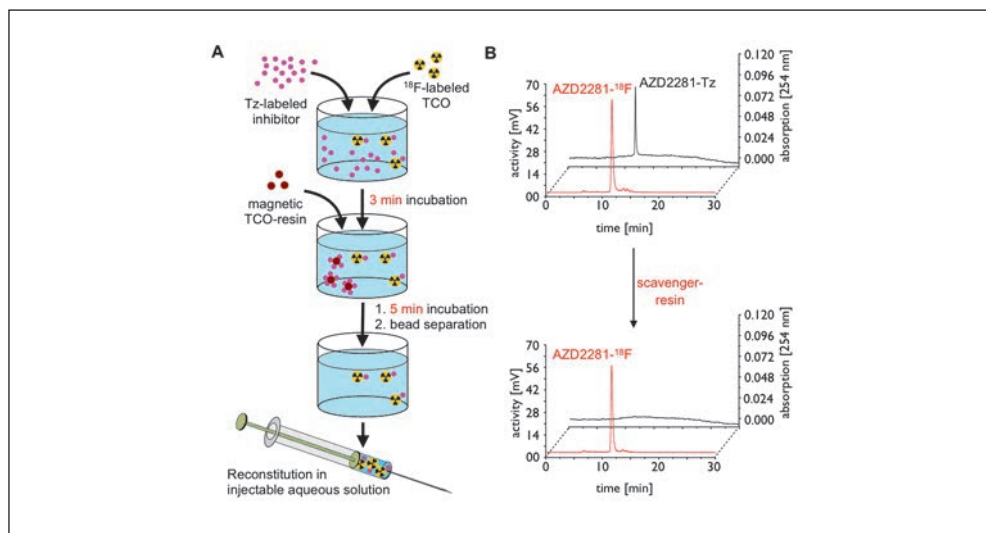 A
Tz-labeled
inhibitor
18F-labeled
TCO
magnetic
TCO-resin
3 min incubation
1. 5 min incubation
2. bead separation
Reconstitution in
injectable aqueous solution
B
AZD2281-18F
AZD2281-Tz
activity [mV]
70
56
42
28
14
00
0
10
20
30
time [min]
0.120
0.096
0.072
0.048
0.024
0.000
absorption [254 nm]
scavenger-
resin
AZD2281-18F
activity [mV]
70
56
42
28
14
00
0
10
20
30
time [min]
0.120
0.096
0.072
0.048
0.024
0.000
absorption [254 nm]